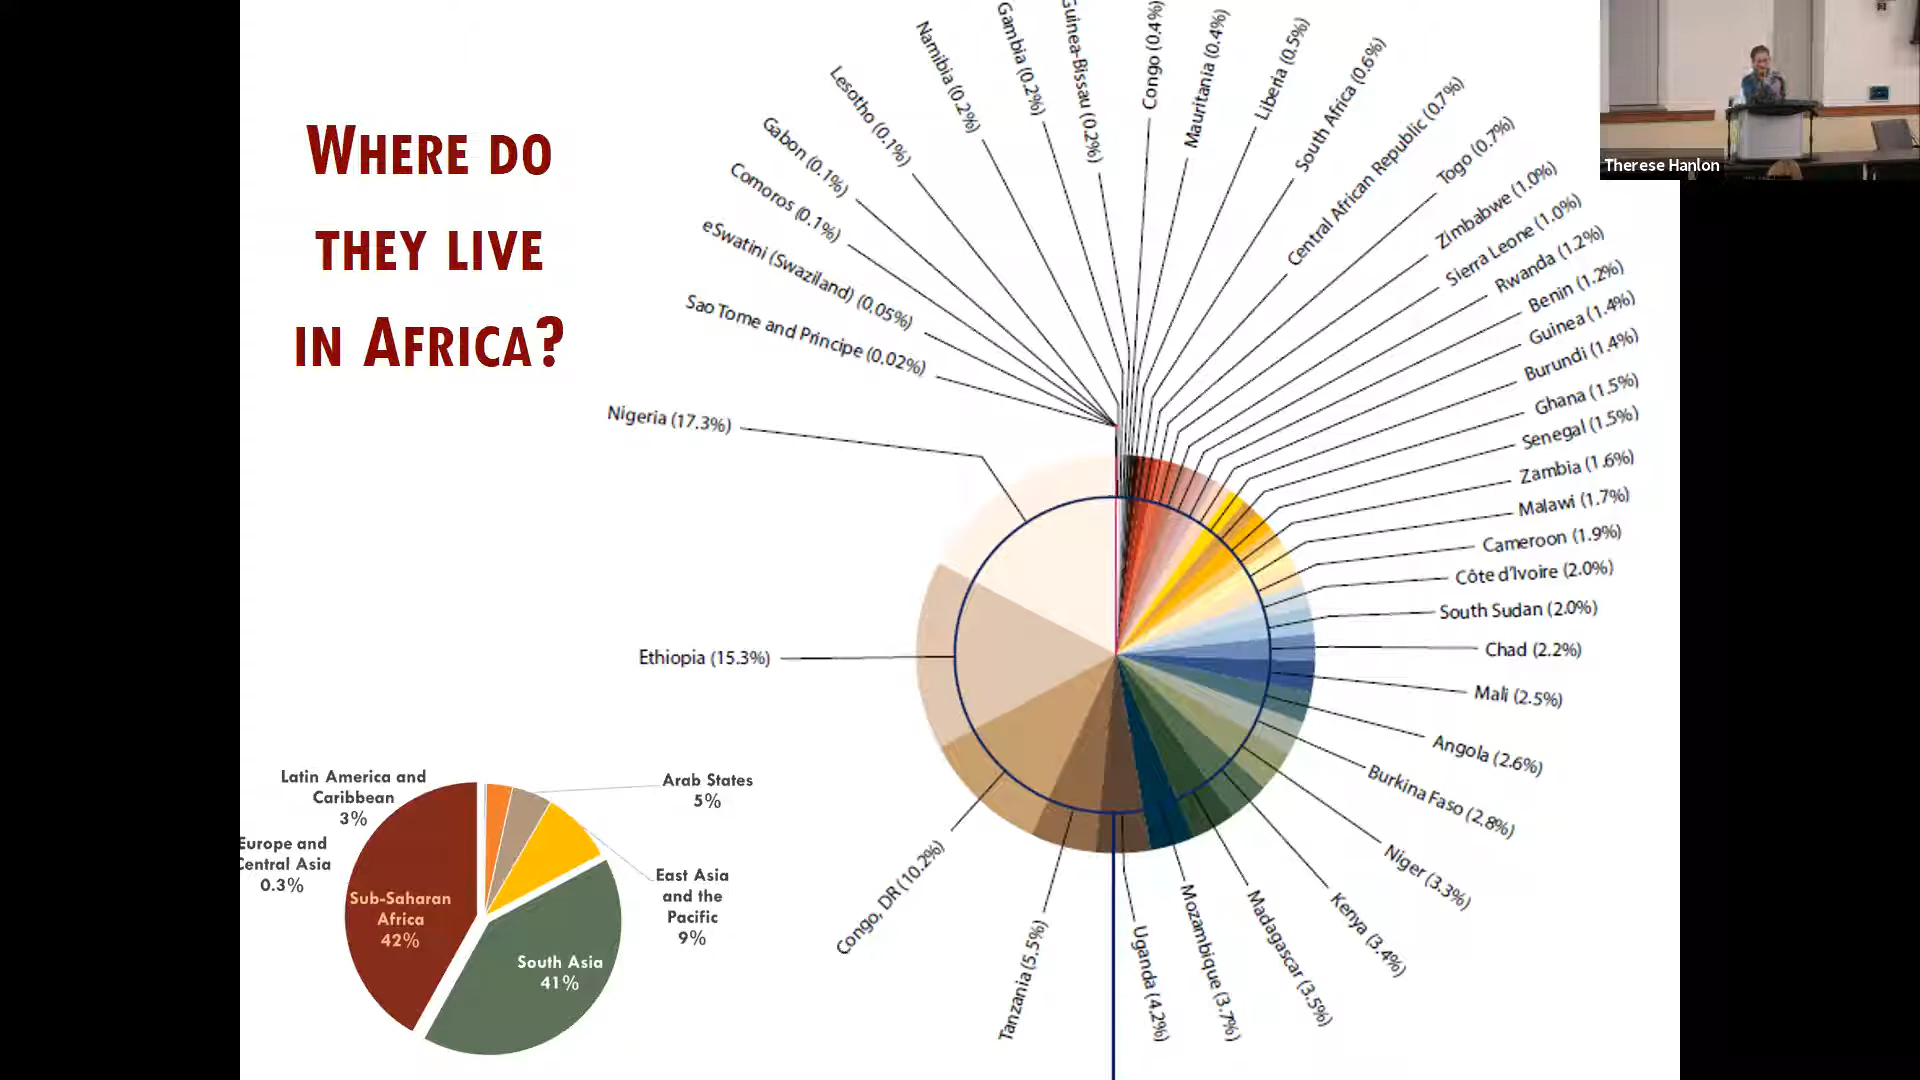 WHERE DO
THEY LIVE
IN AFRICA?
Sao Tome and Principe (0.02%)
eSwatini (Swaziland) (0.05%)
Comoros (0.1%)
Gabon (0.1%)
Lesotho (0.1%)
Namibia (0.2%)
Gambia (0.2%)
Guinea-Bissau (0.2%)
Congo (0.4%)
Mauritania (0.4%)
Liberia (0.5%)
South Africa (0.6%)
Central African Republic (0.7%)
Togo (0.7%)
Zimbabwe (1.0%)
Sierra Leone (1.0%)
Rwanda (1.2%)
Benin (1.2%)
Guinea (1.4%)
Burundi (1.4%)
Ghana (1.5%)
Senegal (1.5%)
Zambia (1.6%)
Malawi (1.7%)
Cameroon (1.9%)
Côte d'Ivoire (2.0%)
South Sudan (2.0%)
Chad (2.2%)
Mali (2.5%)
Angola (2.6%)
Burkina Faso (2.8%)
Niger (3.3%)
Kenya (3.4%)
Madagascar (3.5%)
Mozambique (3.7%)
Uganda (4.2%)
Tanzania (5.5%)
Congo, DR (10.2%)
Ethiopia (15.3%)
Nigeria (17.3%)
Latin America and
Caribbean
3%
Europe and
Central Asia
0.3%
Sub-Saharan
Africa
42%
South Asia
41%
Arab States
5%
East Asia
and the
Pacific
9%
Therese Hanlon